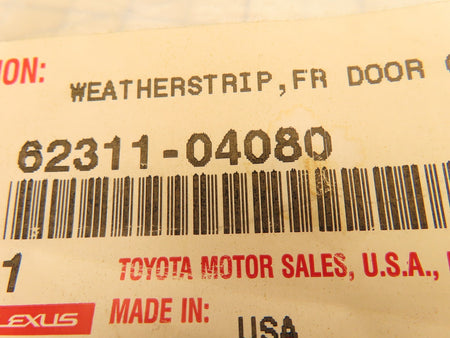 ION:
WEATHERSTRIP,FR DOOR
62311-04080
1
TOYOTA MOTOR SALES, U.S.A.,
LEXUS
MADE IN:
USA